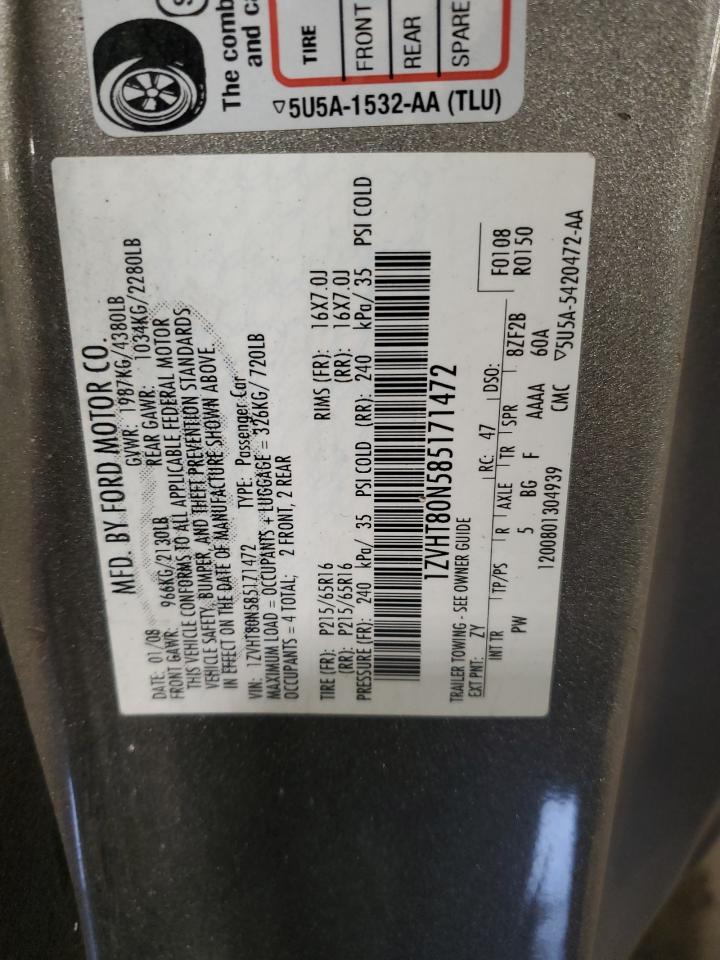 The comb
and ca
TIRE
FRONT
REAR
SPARE
5U5A-1532-AA (TLU)
MFD. BY FORD MOTOR CO.
DATE: 01/08 GVWR: 1987KG/4380LB
FRONT GAWR: 966KG/2130LB REAR GAWR: 1034KG/2280LB
THIS VEHICLE CONFORMS TO ALL APPLICABLE FEDERAL MOTOR
VEHICLE SAFETY, BUMPER, AND THEFT PREVENTION STANDARDS
IN EFFECT ON THE DATE OF MANUFACTURE SHOWN ABOVE.
VIN: 1ZVHT80N585171472 TYPE: Passenger Car
MAXIMUM LOAD = OCCUPANTS + LUGGAGE = 326KG/ 720LB
OCCUPANTS = 4 TOTAL; 2 FRONT, 2 REAR
TIRE (FR): P215/65R16 RIMS (FR): 16X7.0J
(RR): P215/65R16 (RR): 16X7.0J
PRESSURE (FR): 240 kPa/ 35 PSI COLD (RR): 240 kPa/ 35 PSI COLD
1ZVHT80N585171472
TRAILER TOWING - SEE OWNER GUIDE
EXT PNT: ZY RC: 47 DSO: F0108
INT TR TP/PS R AXLE TR SPR 8ZF2B R0150
PW 5 BG F AAAA 60A
1200801304939 CMC 5U5A-5420472-AA